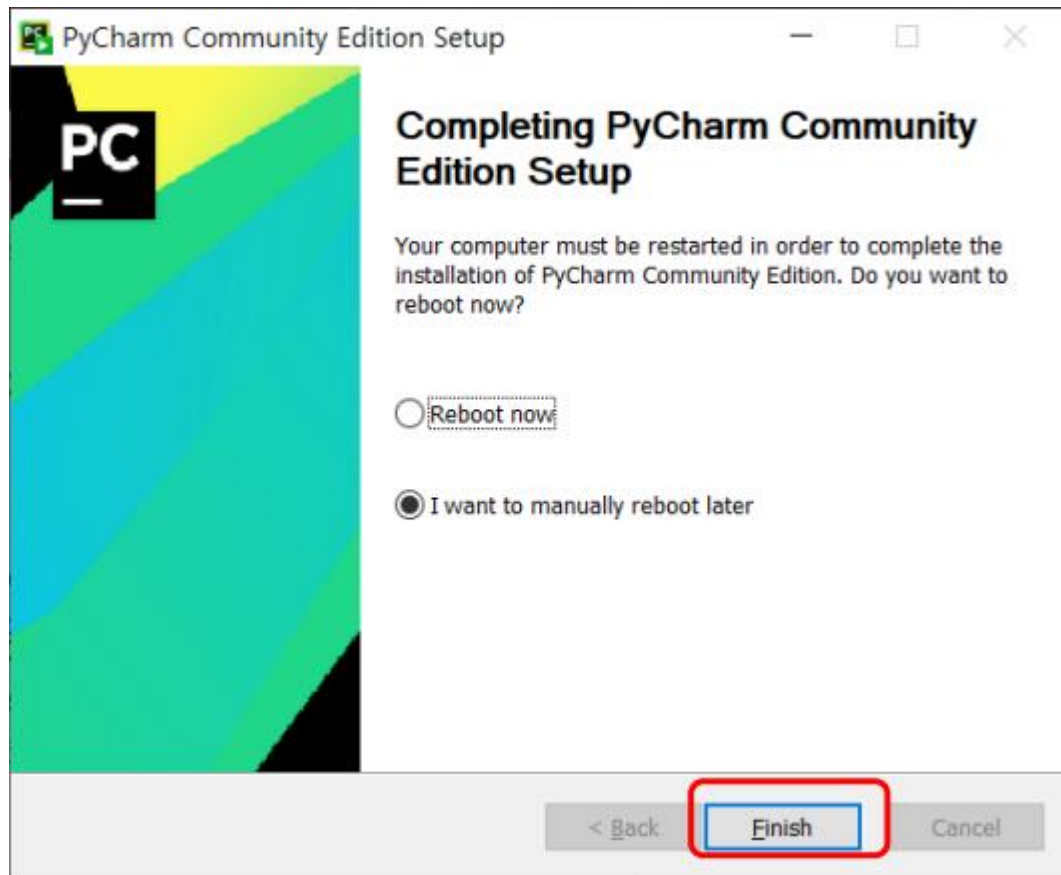 PyCharm Community Edition Setup
PC
Completing PyCharm Community
Edition Setup
Your computer must be restarted in order to complete the
installation of PyCharm Community Edition. Do you want to
reboot now?
Reboot now
I want to manually reboot later
< Back Finish Cancel